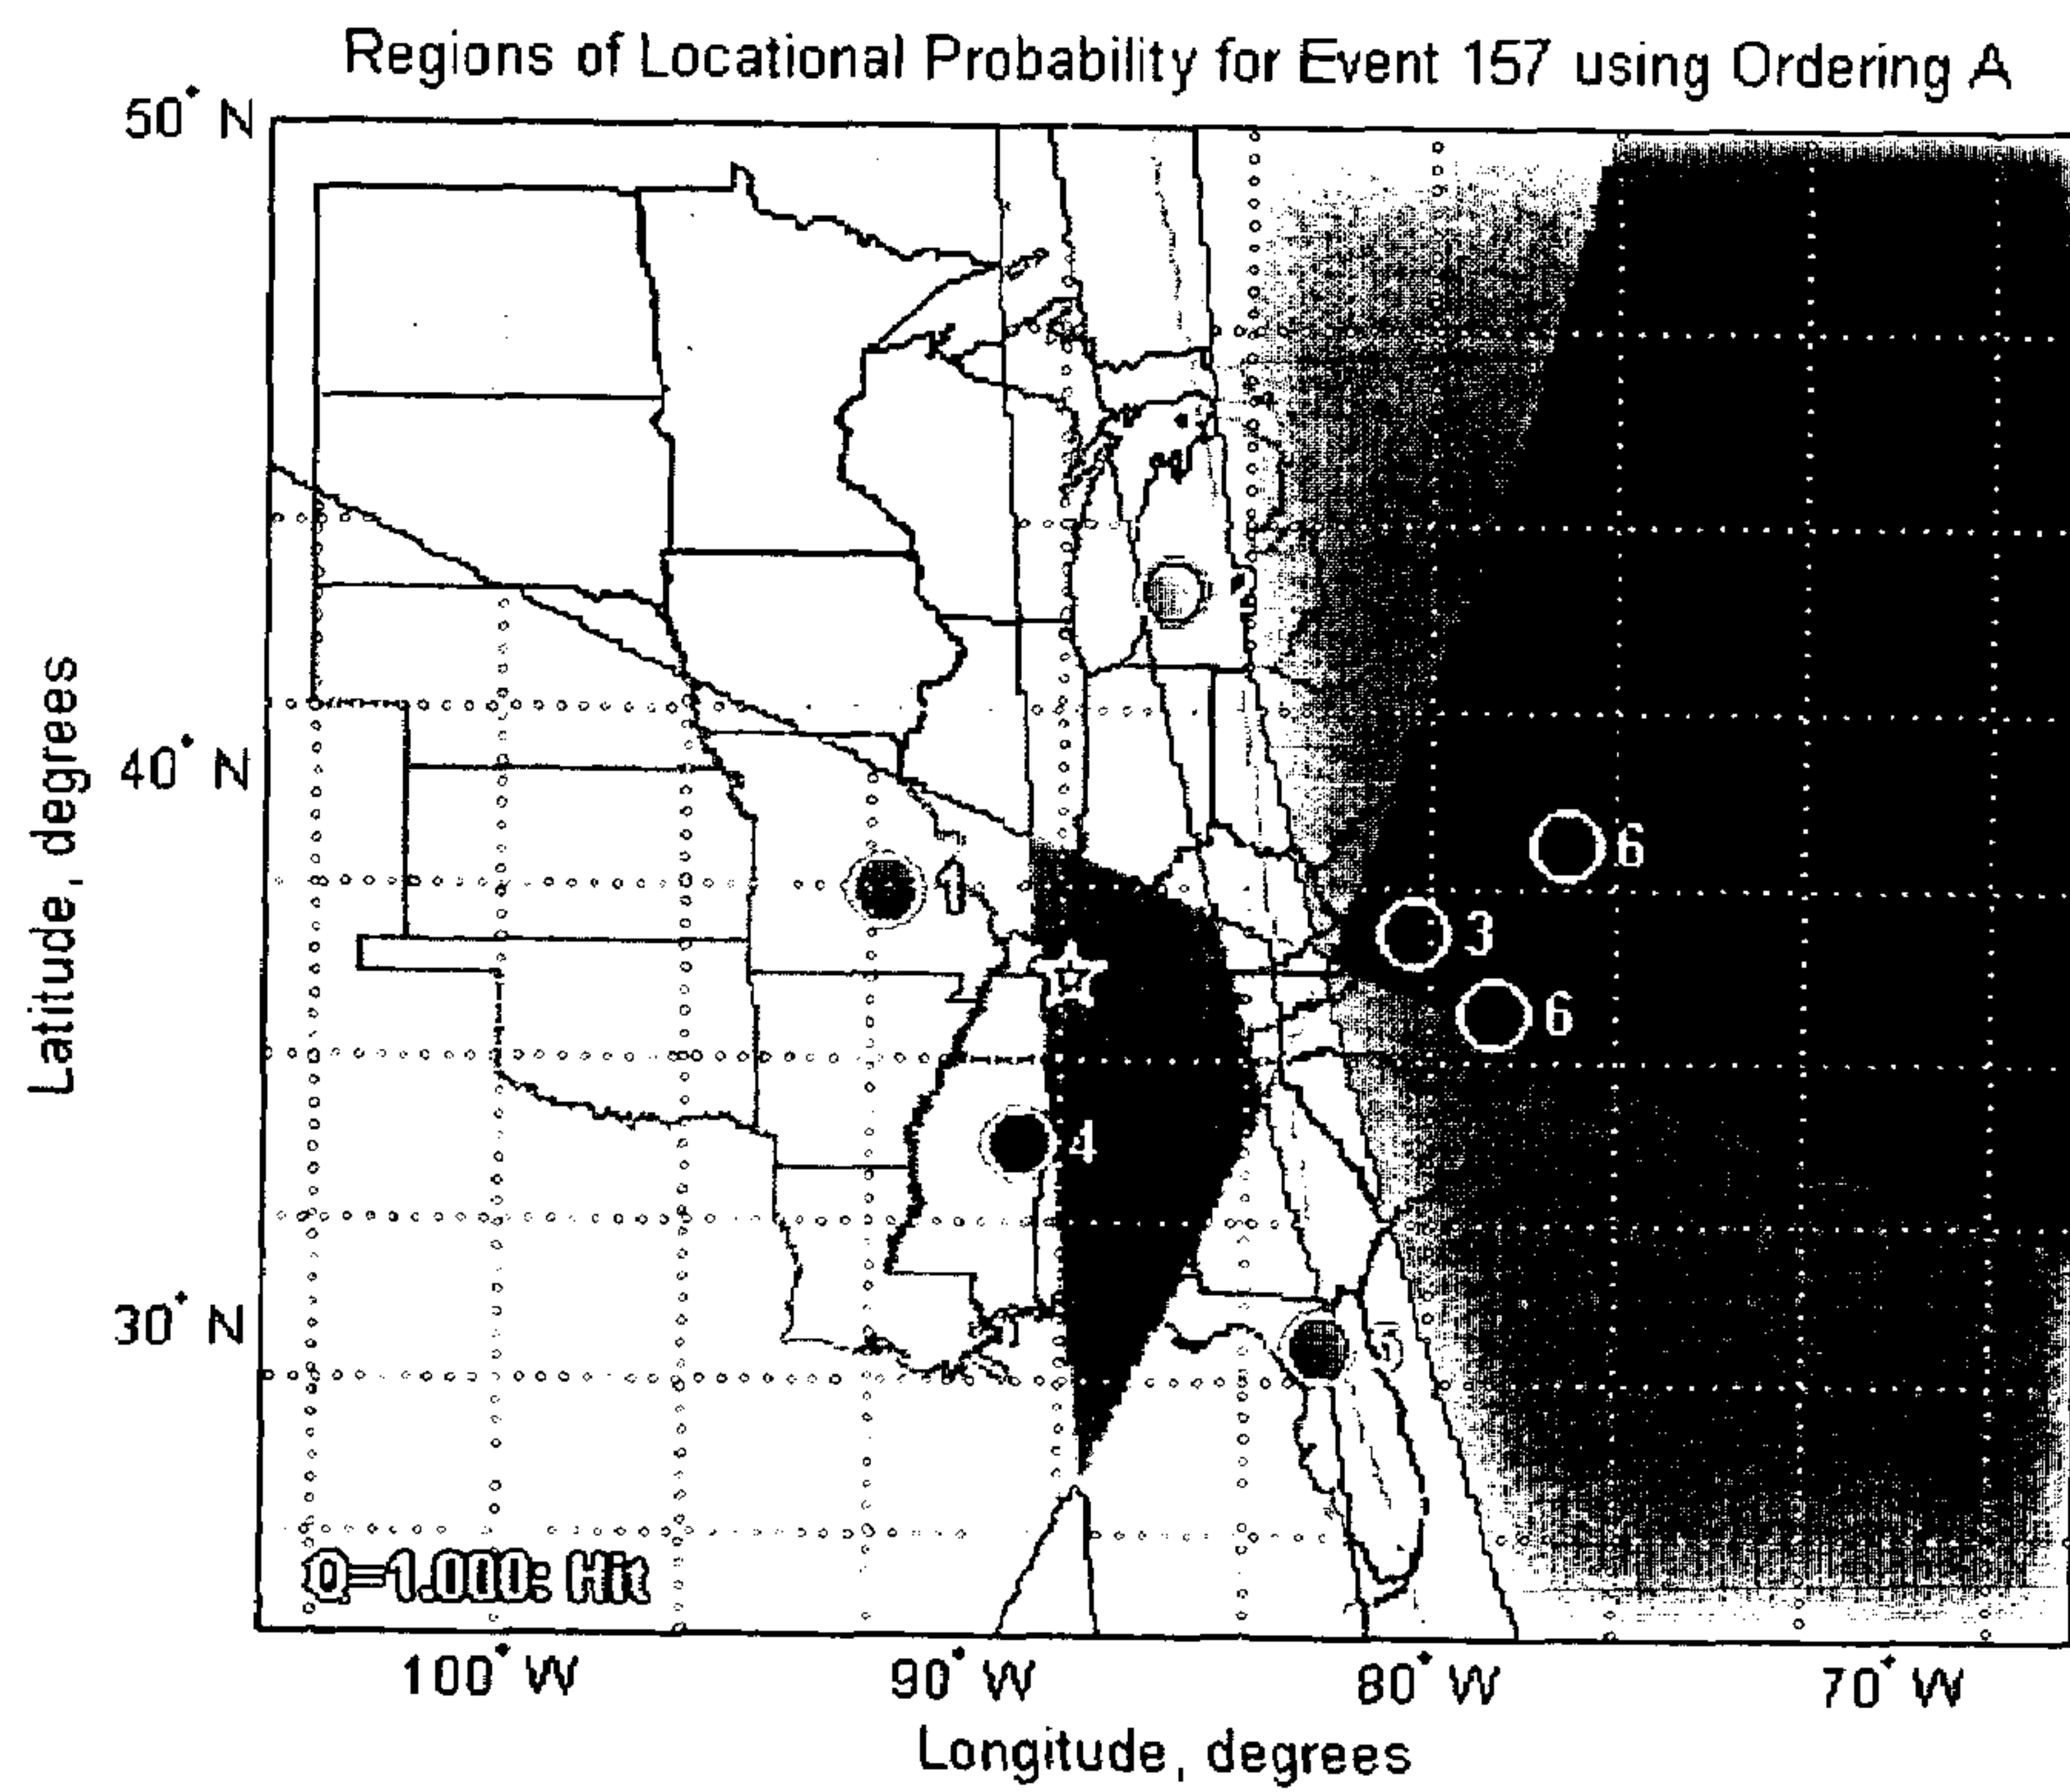 Regions of Locational Probability for Event 157 using Ordering A
50° N
40° N
30° N
Latitude, degrees
6
1
3
6
4
5
Q=1.000: Hit
100° W
90° W
80° W
70° W
Longitude, degrees